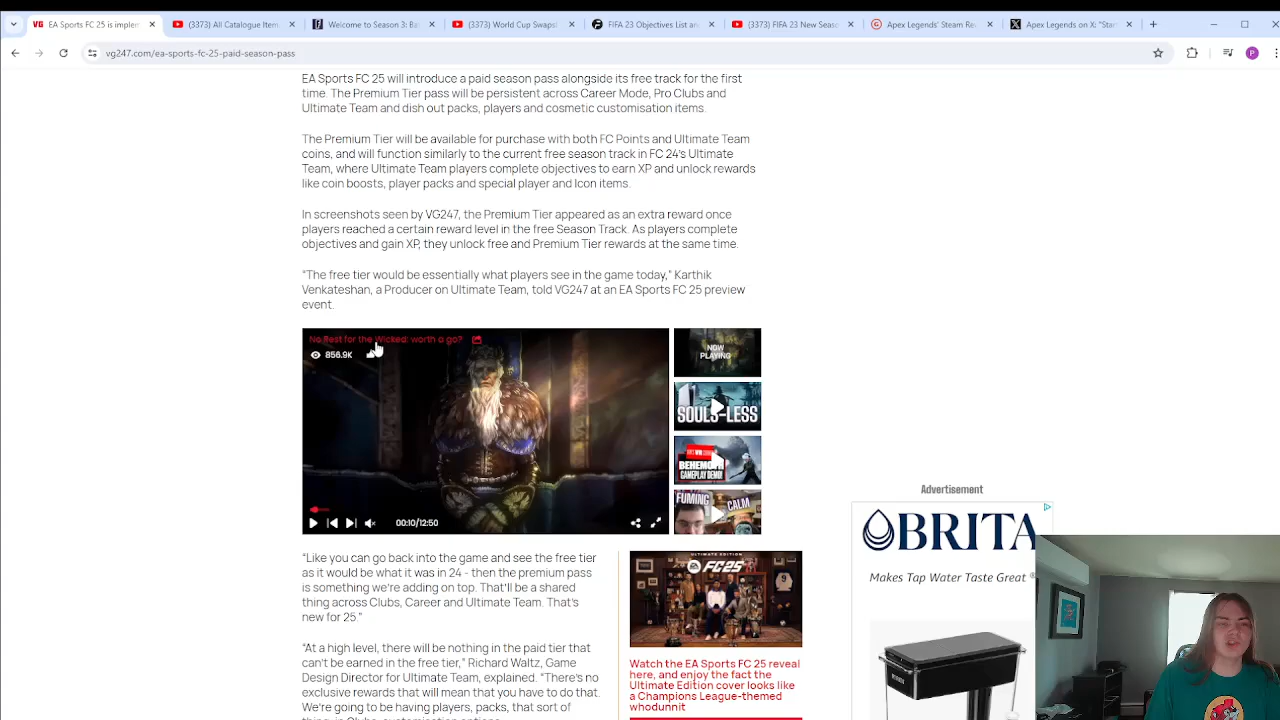 EA Sports FC 25 is implem
(3373) All Catalogue Item
Welcome to Season 3: Ba
(3373) World Cup Swaps
FIFA 23 Objectives List an
(3373) FIFA 23 New Seas
Apex Legends' Steam Re
Apex Legends on X: "Star
vg247.com/ea-sports-fc-25-paid-season-pass
P
EA Sports FC 25 will introduce a paid season pass alongside its free track for the first
time. The Premium Tier pass will be persistent across Career Mode, Pro Clubs and
Ultimate Team and dish out packs, players and cosmetic customisation items.
The Premium Tier will be available for purchase with both FC Points and Ultimate Team
coins, and will function similarly to the current free season track in FC 24's Ultimate
Team, where Ultimate Team players complete objectives to earn XP and unlock rewards
like coin boosts, player packs and special player and Icon items.
In screenshots seen by VG247, the Premium Tier appeared as an extra reward once
players reached a certain reward level in the free Season Track. As players complete
objectives and gain XP, they unlock free and Premium Tier rewards at the same time.
“The free tier would be essentially what players see in the game today,” Karthik
Venkateshan, a Producer on Ultimate Team, told VG247 at an EA Sports FC 25 preview
event.
No Rest for the Wicked: worth a go?
856.9K
00:10/12:50
NOW
PLAYING
SOULS-LESS
BEHEMOTH
GAMEPLAY DEMO!
FUMING
CALM
“Like you can go back into the game and see the free tier
as it would be what it was in 24 - then the premium pass
is something we're adding on top. That'll be a shared
thing across Clubs, Career and Ultimate Team. That's
new for 25.”
“At a high level, there will be nothing in the paid tier that
can't be earned in the free tier,” Richard Waltz, Game
Design Director for Ultimate Team, explained. “There's no
exclusive rewards that will mean that you have to do that.
We're going to be having players, packs, that sort of
thing in Clubs, customisation options
ULTIMATE EDITION
FC25
Watch the EA Sports FC 25 reveal
here, and enjoy the fact the
Ultimate Edition cover looks like
a Champions League-themed
whodunnit
Advertisement
BRITA
Makes Tap Water Taste Great